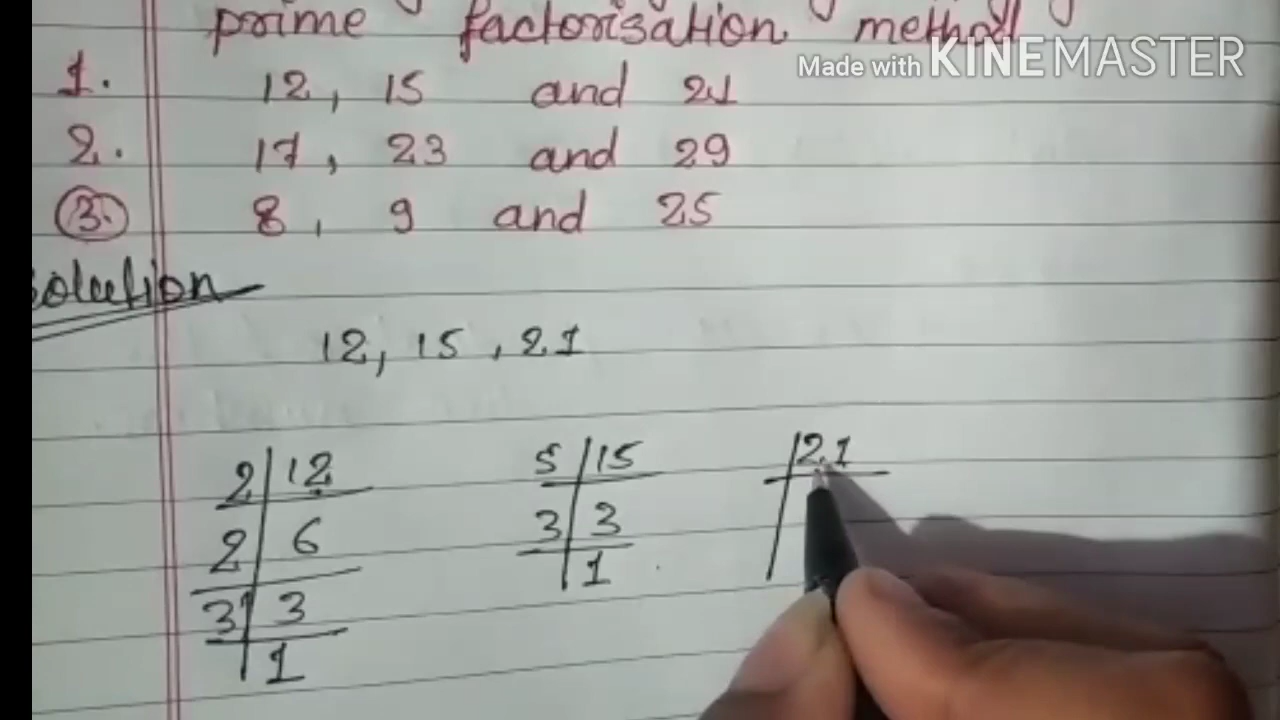 prime factorisation method
Made with KINEMASTER
1. 12, 15 and 21
2. 17, 23 and 29
3. 8, 9 and 25
Solution
12, 15, 21
2 12
2 6
3 3
1
5 15
3 3
1
21